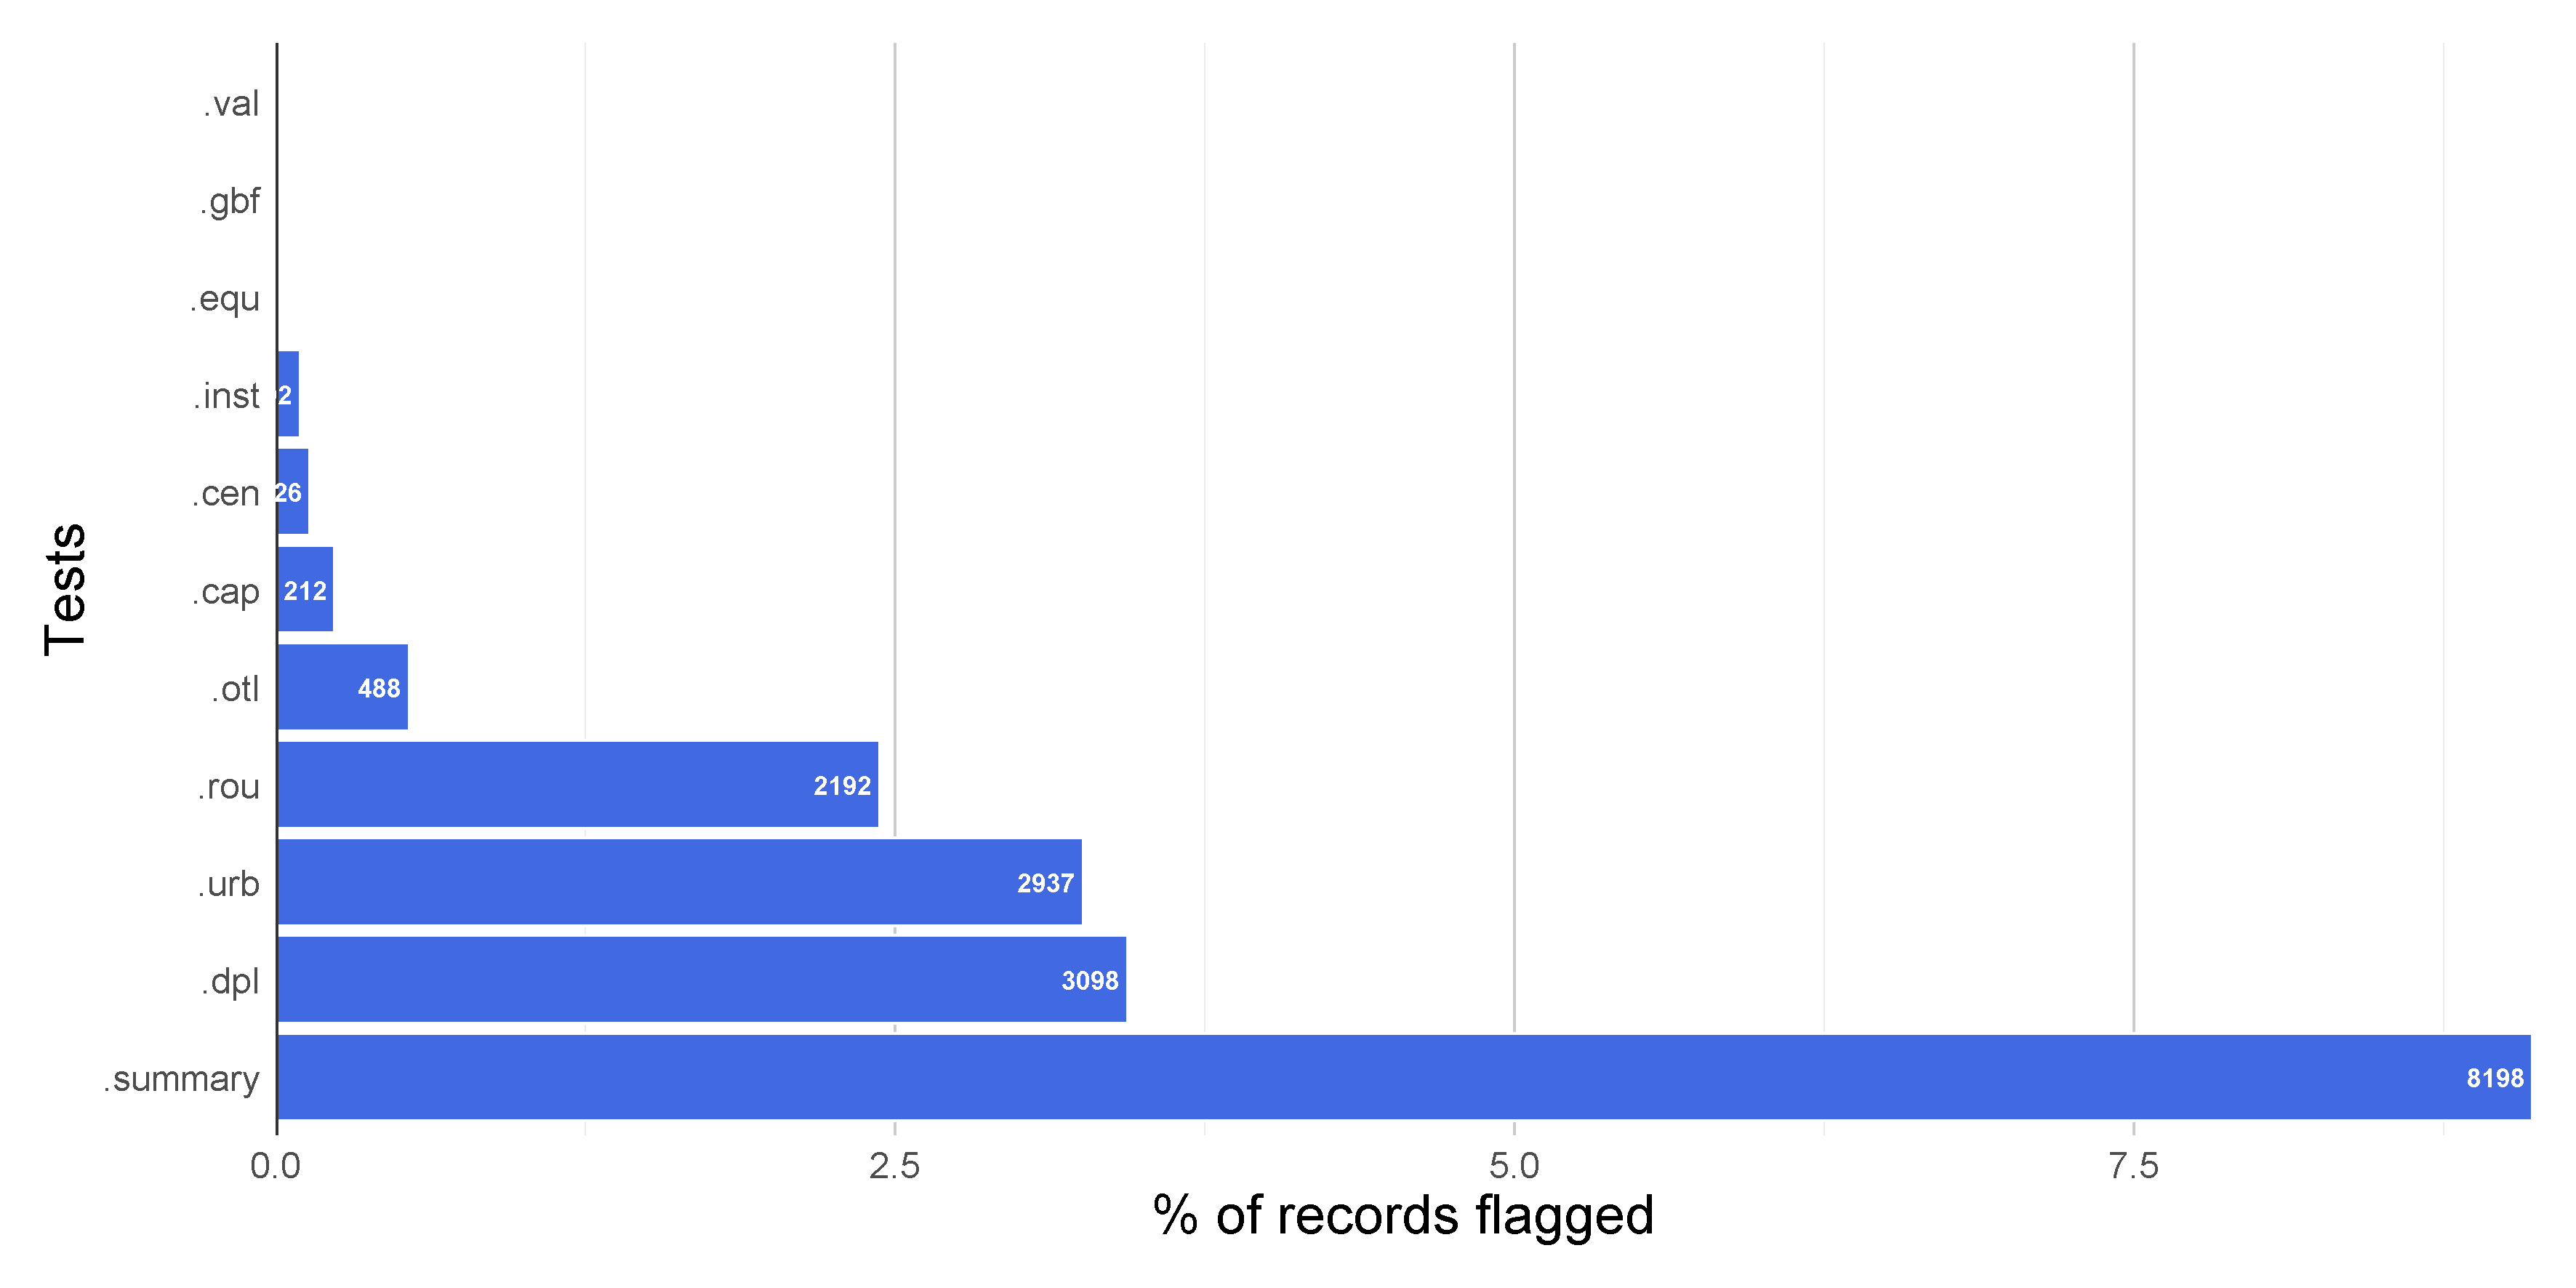 .val
.gbf
.equ
.inst
2
.cen
26
.cap
212
.otl
488
.rou
2192
.urb
2937
.dpl
3098
.summary
8198
0.0 2.5 5.0 7.5
% of records flagged
Tests